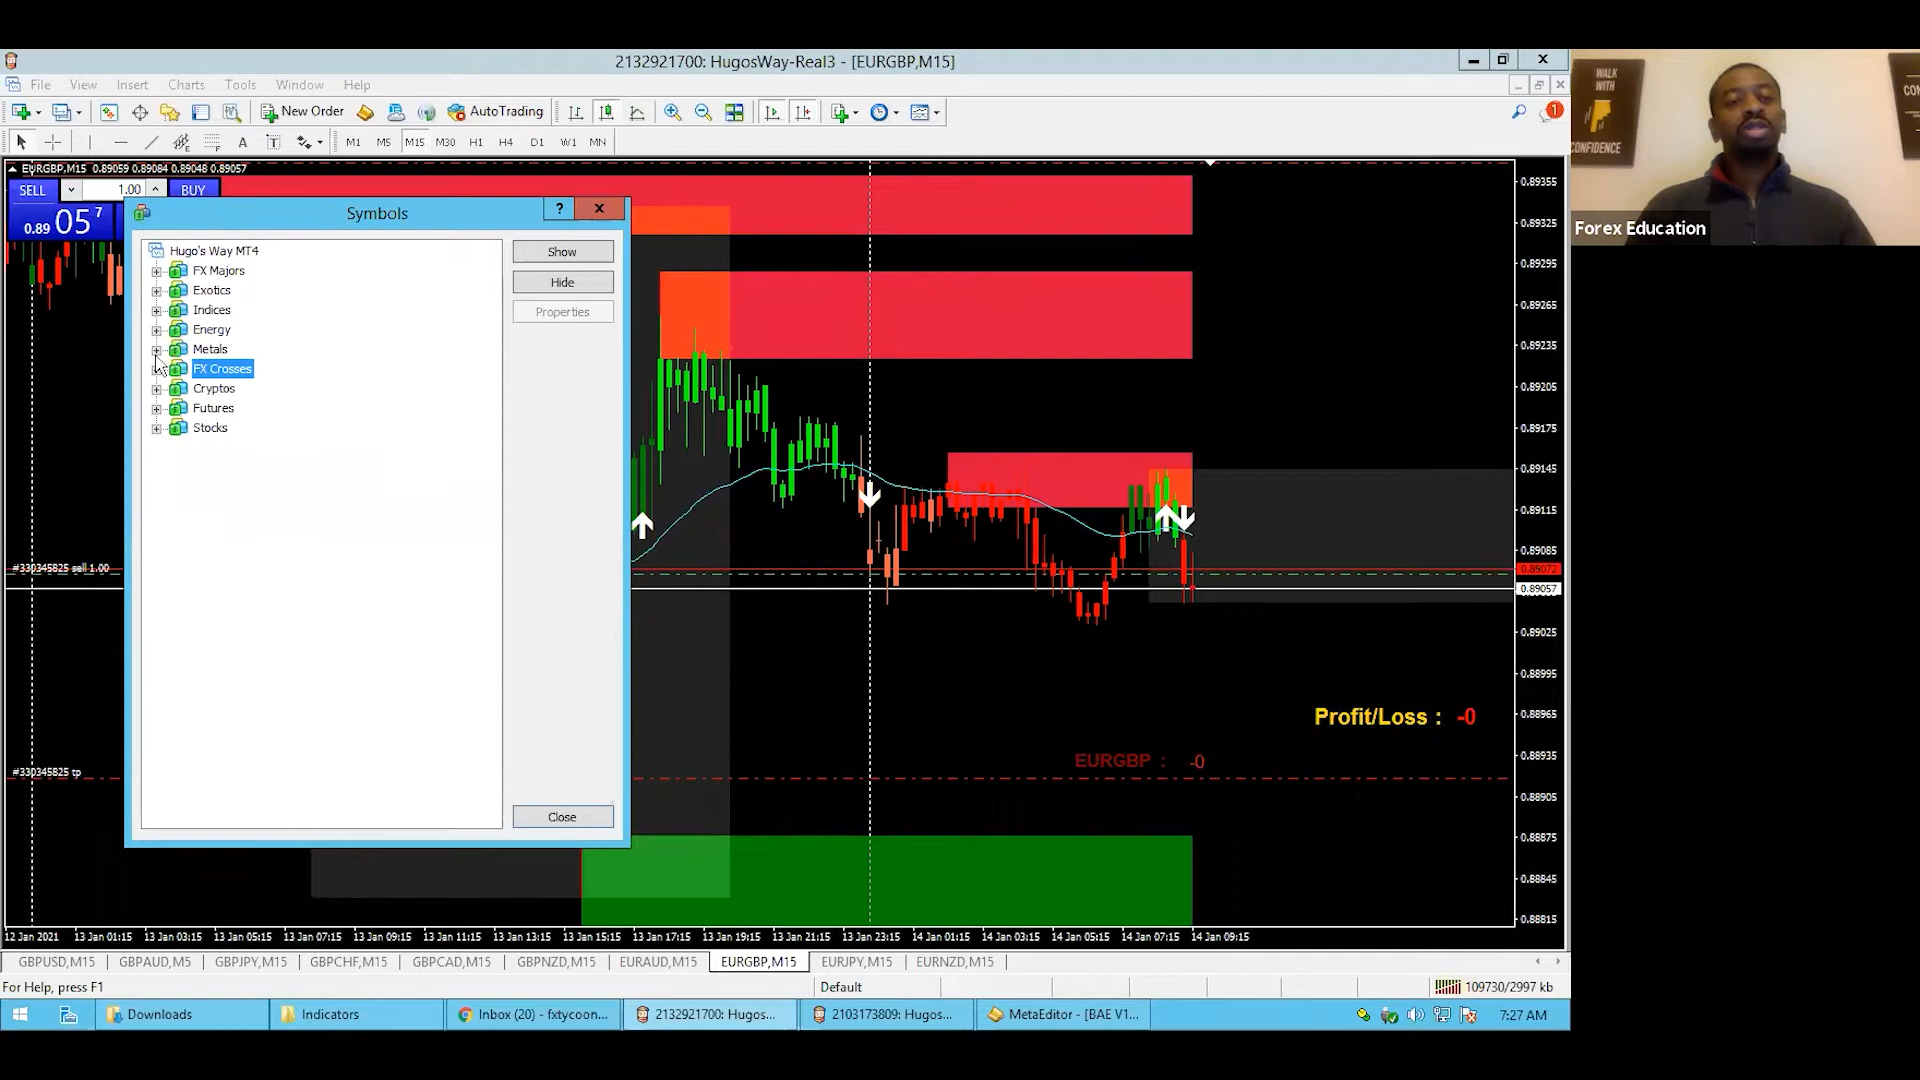 2132921700: HugosWay-Real3 - [EURGBP,M15]
File View Insert Charts Tools Window Help
New Order AutoTrading 1
A T M1 M5 M15 M30 H1 H4 D1 W1 MN
EURGBP,M15 0.89059 0.89084 0.89048 0.89057
SELL 1.00 BUY
0.89 05 7
Symbols ?
Hugo's Way MT4
FX Majors
Exotics
Indices
Energy
Metals
FX Crosses
Cryptos
Futures
Stocks
Show
Hide
Properties
Close
#330345825 sell 1.00
#330345825 tp
0.89355
0.89325
0.89295
0.89265
0.89235
0.89205
0.89175
0.89145
0.89115
0.89085
0.89072
0.89057
0.89025
0.88995
0.88965
0.88935
0.88905
0.88875
0.88845
0.88815
Profit/Loss : -0
EURGBP : -0
12 Jan 2021 13 Jan 01:15 13 Jan 03:15 13 Jan 05:15 13 Jan 07:15 13 Jan 09:15 13 Jan 11:15 13 Jan 13:15 13 Jan 15:15 13 Jan 17:15 13 Jan 19:15 13 Jan 21:15 13 Jan 23:15 14 Jan 01:15 14 Jan 03:15 14 Jan 05:15 14 Jan 07:15 14 Jan 09:15
GBPUSD,M15 GBPAUD,M5 GBPJPY,M15 GBPCHF,M15 GBPCAD,M15 GBPNZD,M15 EURAUD,M15 EURGBP,M15 EURJPY,M15 EURNZD,M15
For Help, press F1 Default 109730/2997 kb
Downloads Indicators Inbox (20) - fxtycoon... 2132921700: Hugos... 2103173809: Hugos... MetaEditor - [BAE V1... 7:27 AM
WALK
WITH
CONFIDENCE
CON
Forex Education